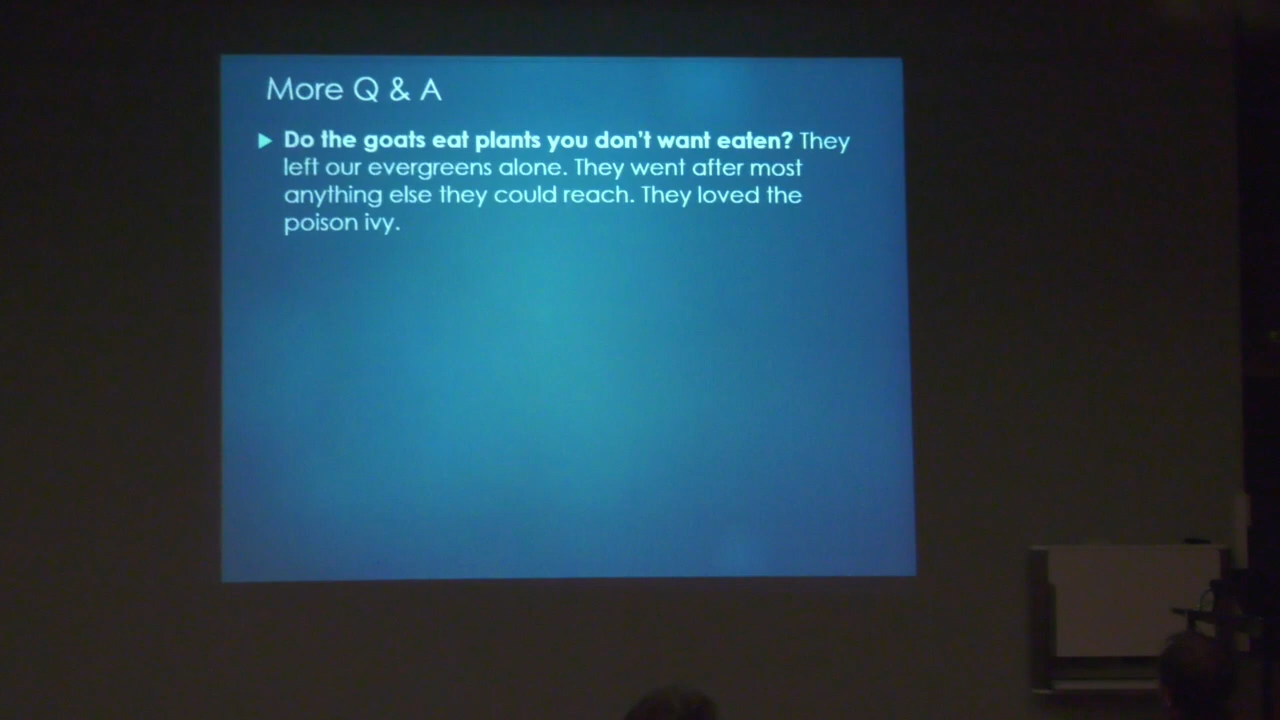 More Q & A
Do the goats eat plants you don't want eaten? They
left our evergreens alone. They went after most
anything else they could reach. They loved the
poison ivy.